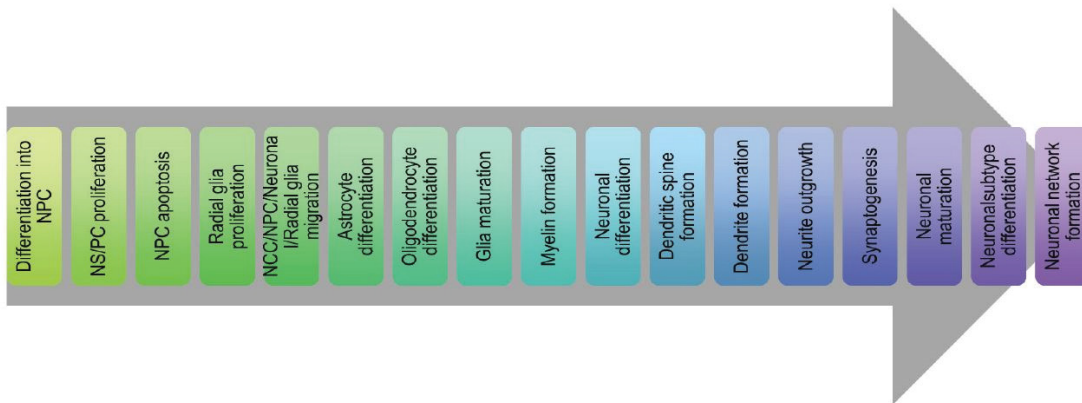 Differentiation into
NPC
NS/PC proliferation
NPC apoptosis
Radial glia
proliferation
NCC/NPC/Neurona
l/Radial glia
migration
Astrocyte
differentiation
Oligodendrocyte
differentiation
Glia maturation
Myelin formation
Neuronal
differentiation
Dendritic spine
formation
Dendrite formation
Neurite outgrowth
Synaptogenesis
Neuronal
maturation
Neuronalsubtype
differentiation
Neuronal network
formation